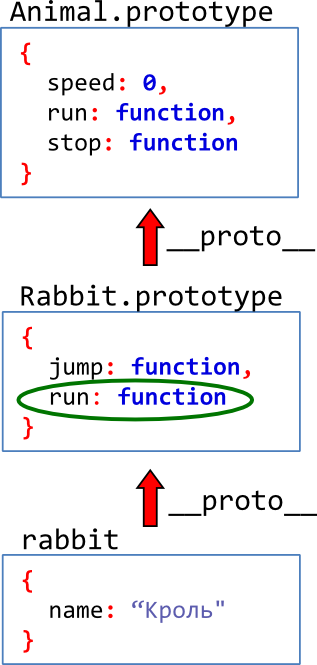 Animal.prototype
{
speed: 0,
run: function,
stop: function
}
__proto__
Rabbit.prototype
{
jump: function,
run: function
}
__proto__
rabbit
{
name: “Кроль"
}